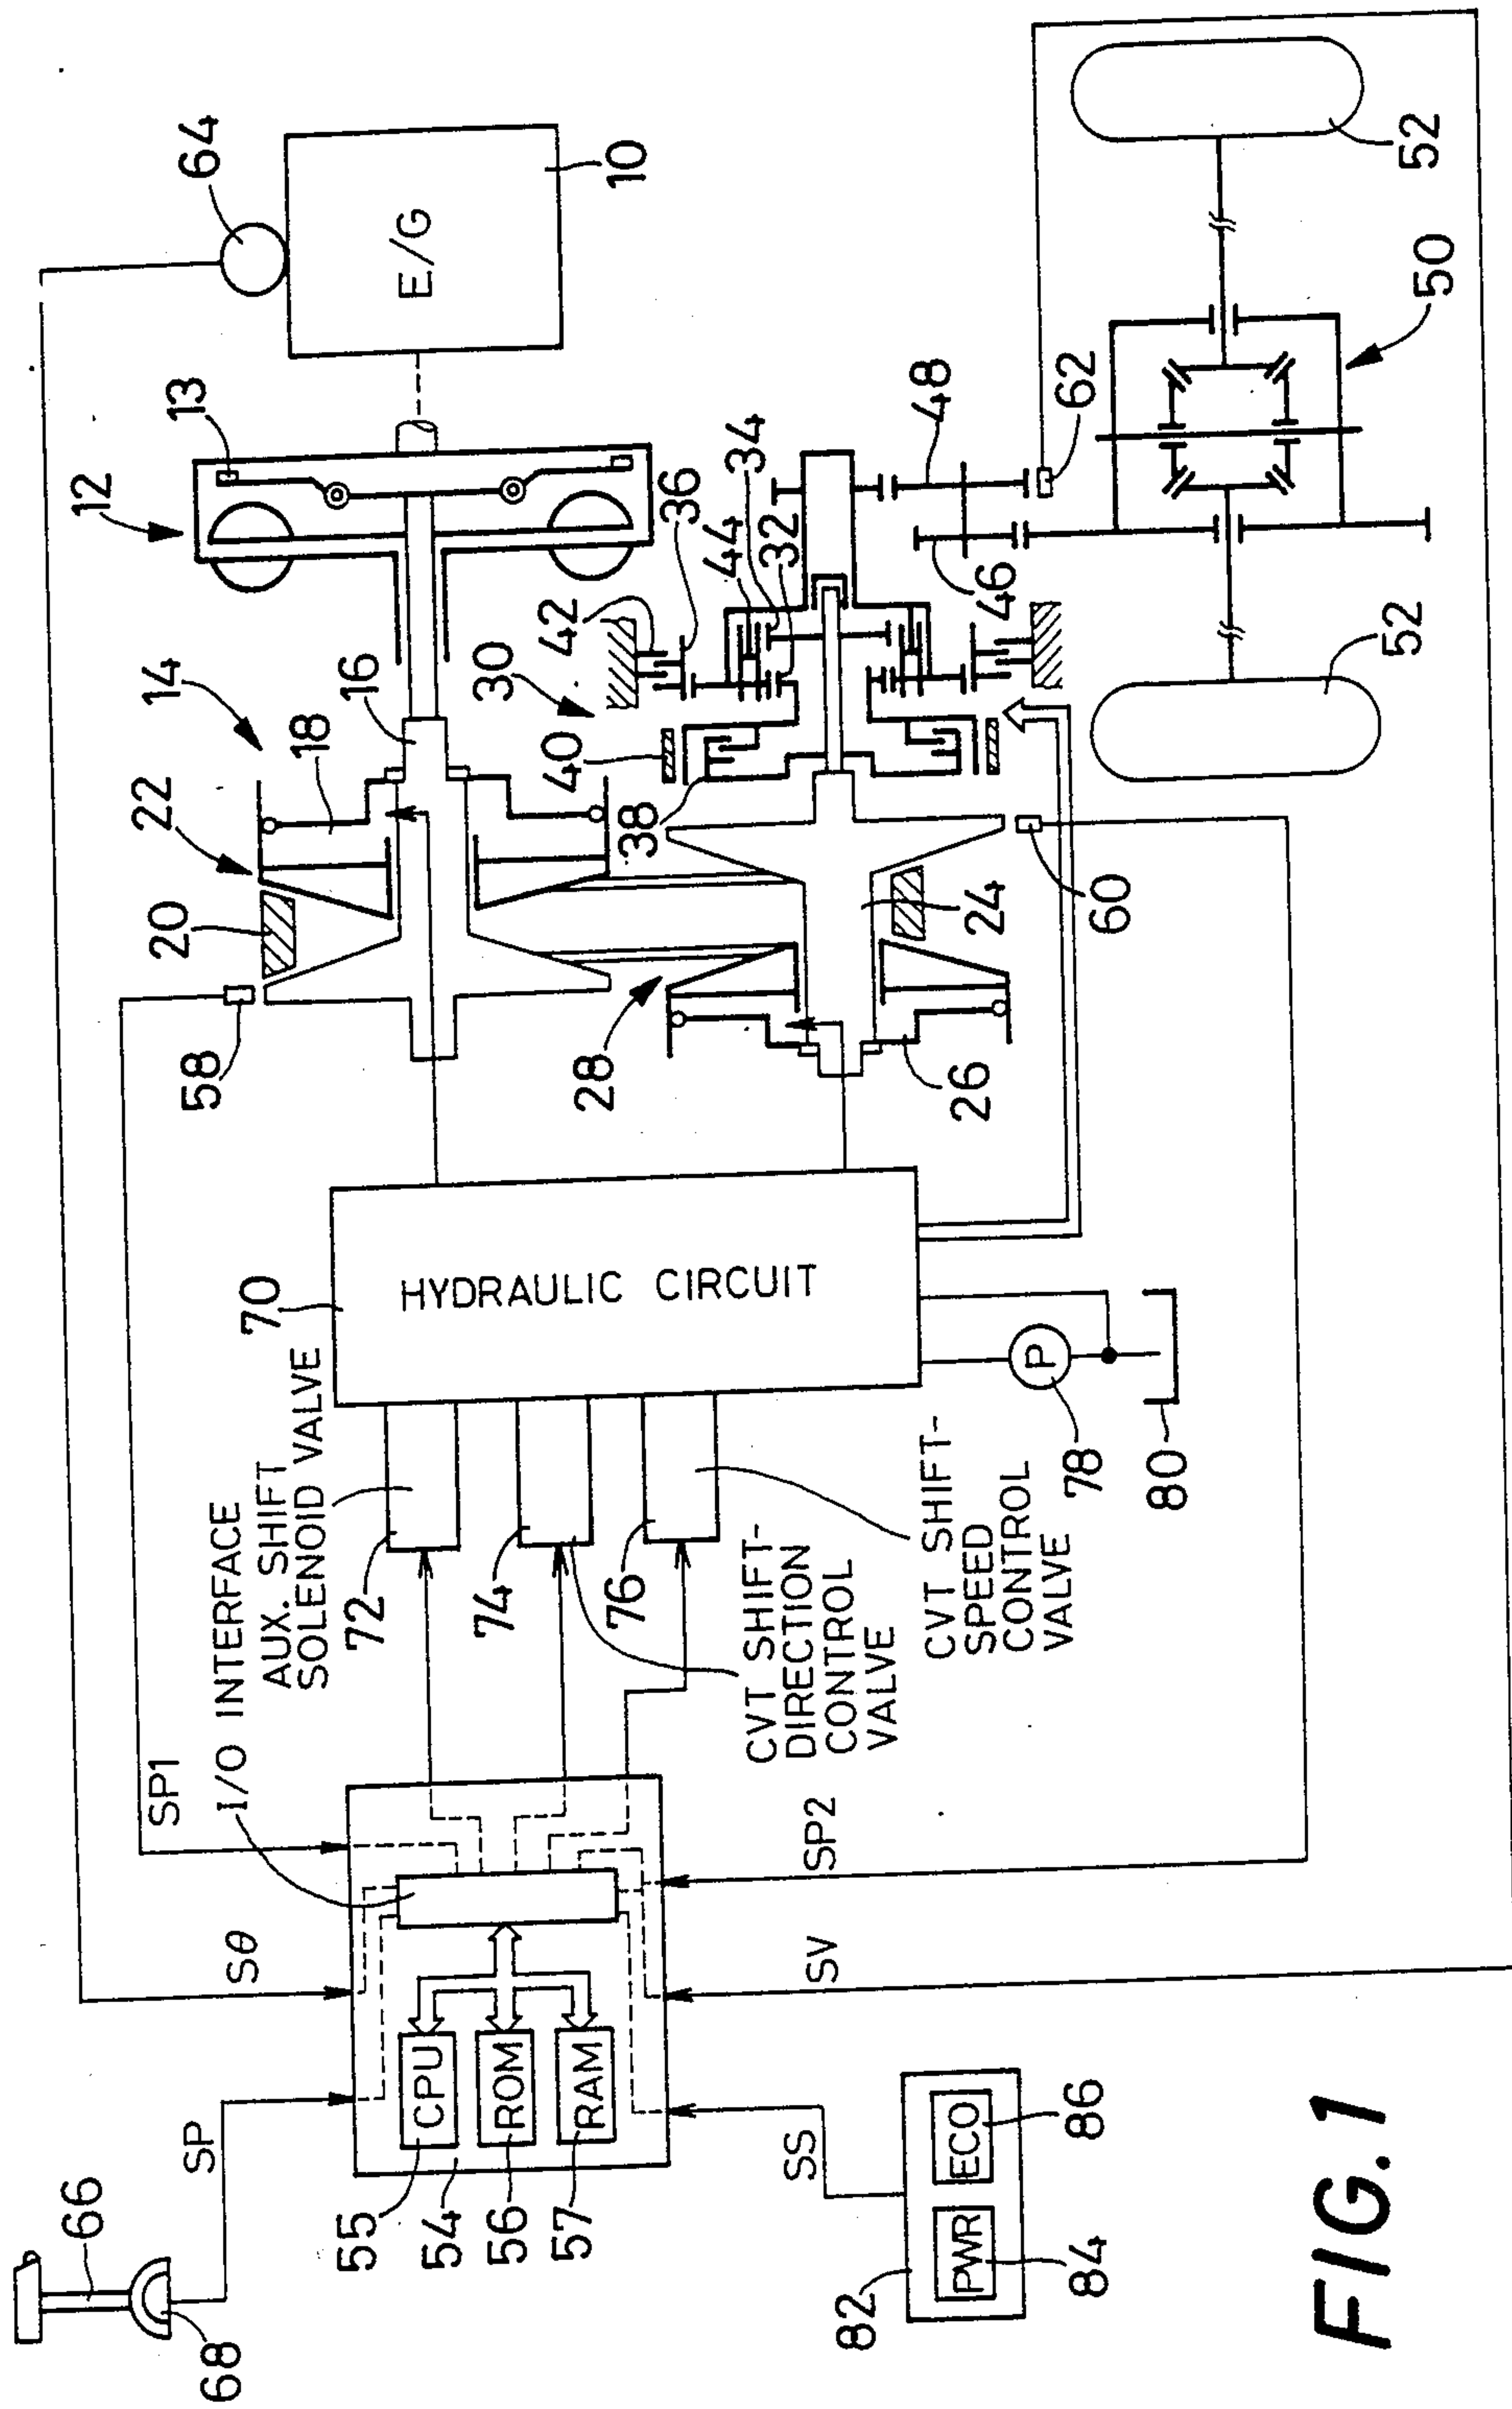 64
10
E/G
13
12
14
16
18
22
20
58
36
34
44
32
42
30
40
38
48
62
46
50
52
52
28
24
26
60
70
HYDRAULIC CIRCUIT
I/O INTERFACE
AUX. SHIFT
SOLENOID VALVE
72
74
76
CVT SHIFT-
DIRECTION
CONTROL
VALVE
CVT SHIFT-
SPEED
CONTROL
VALVE
P
78
80
SP1
Sθ
SP
SP2
SV
SS
CPU
ROM
RAM
55
54
56
57
66
68
82
PWR
ECO
84
86
FIG. 1